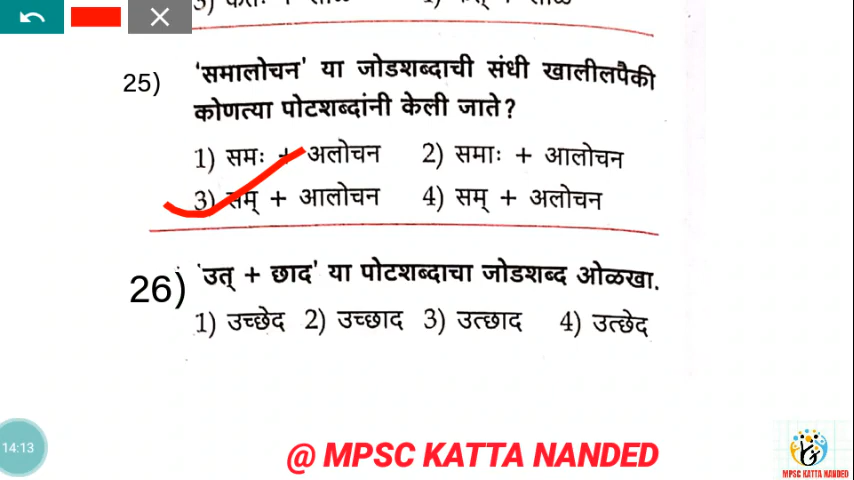 25) 'समालोचन' या जोडशब्दाची संधी खालीलपैकी
कोणत्या पोटशब्दांनी केली जाते?
1) समः + अलोचन 2) समाः + आलोचन
3) सम् + आलोचन 4) सम् + अलोचन
26) 'उत् + छाद' या पोटशब्दाचा जोडशब्द ओळखा.
1) उच्छेद 2) उच्छाद 3) उत्छाद 4) उत्छेद
14:13
@ MPSC KATTA NANDED
MPSC KATTA NANDED